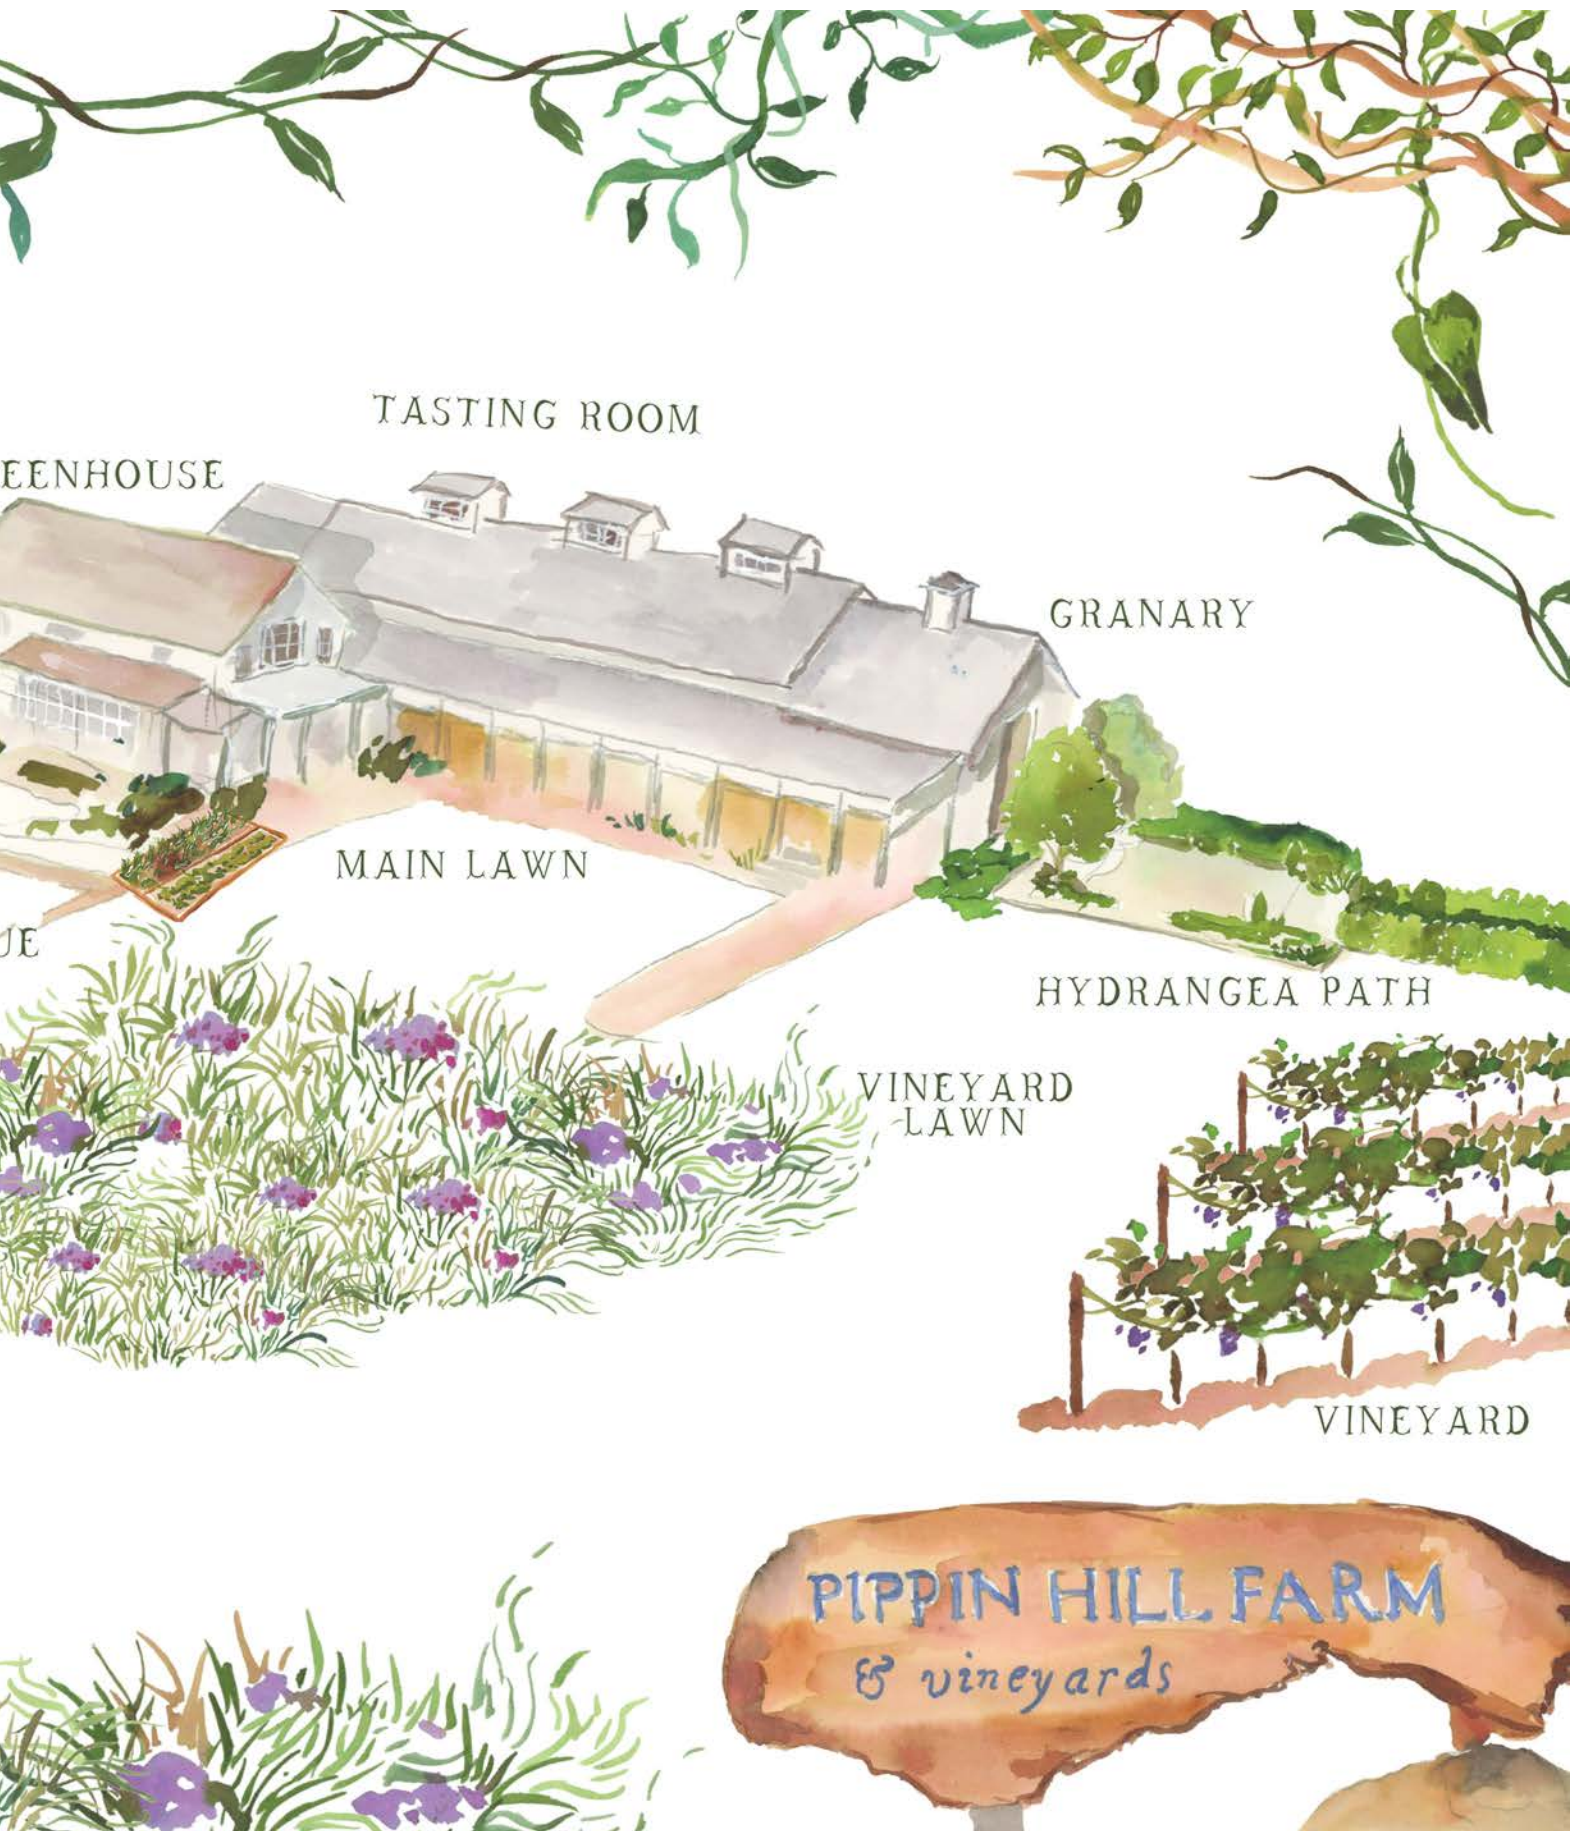 TASTING ROOM
EENHOUSE
GRANARY
MAIN LAWN
UE
HYDRANGEA PATH
VINEYARD
LAWN
VINEYARD
PIPPIN HILL FARM
& vineyards